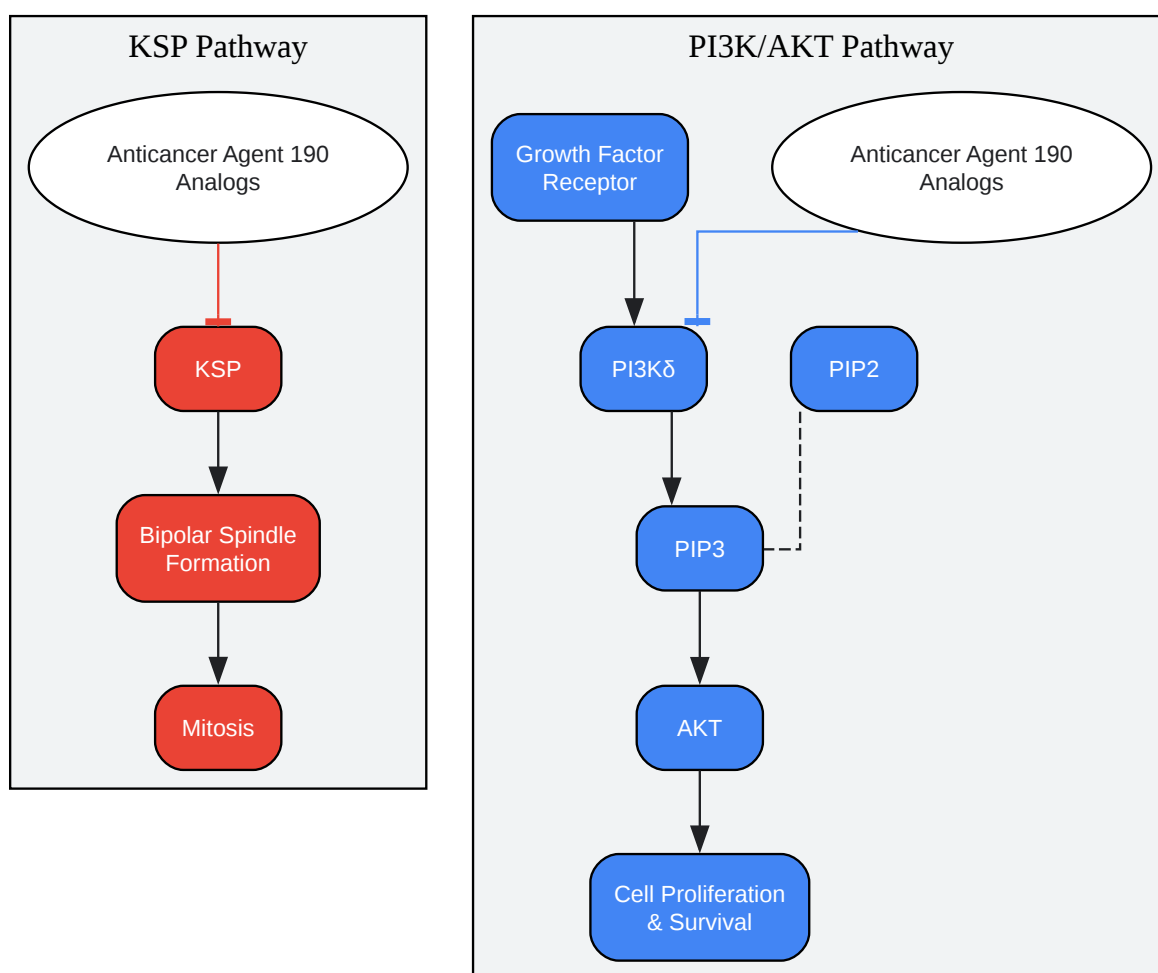 KSP Pathway
Anticancer Agent 190
Analogs
KSP
Bipolar Spindle
Formation
Mitosis
PI3K/AKT Pathway
Growth Factor
Receptor
Anticancer Agent 190
Analogs
PI3Kδ
PIP2
PIP3
AKT
Cell Proliferation
& Survival